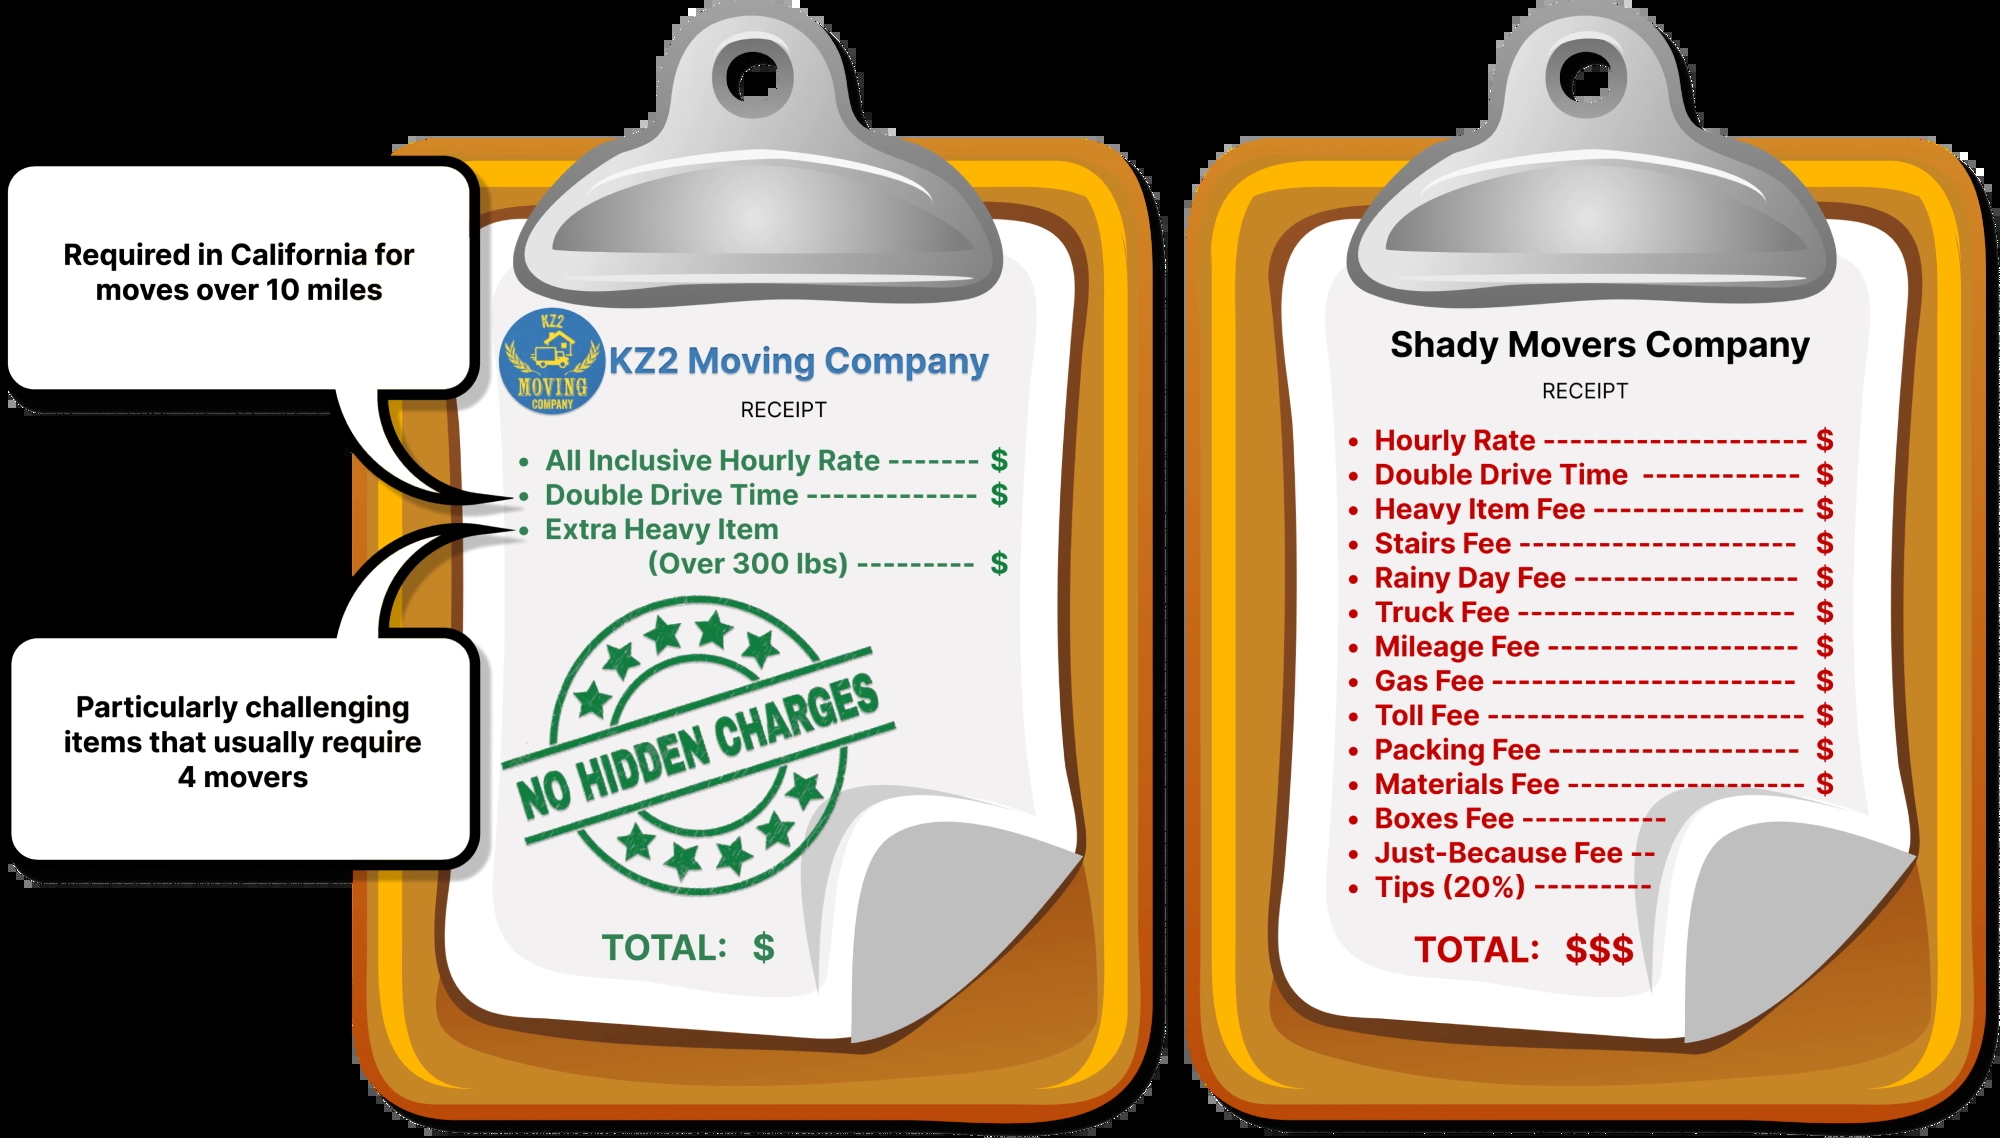 Required in California for
moves over 10 miles
Particularly challenging
items that usually require
4 movers
KZ2
MOVING
COMPANY
KZ2 Moving Company
RECEIPT
• All Inclusive Hourly Rate ------- $
• Double Drive Time ------------- $
• Extra Heavy Item
(Over 300 lbs) --------- $
NO HIDDEN CHARGES
TOTAL: $
Shady Movers Company
RECEIPT
• Hourly Rate -------------------- $
• Double Drive Time ------------ $
• Heavy Item Fee ---------------- $
• Stairs Fee --------------------- $
• Rainy Day Fee ----------------- $
• Truck Fee --------------------- $
• Mileage Fee ------------------- $
• Gas Fee ----------------------- $
• Toll Fee ------------------------ $
• Packing Fee ------------------- $
• Materials Fee ------------------ $
• Boxes Fee -----------
• Just-Because Fee --
• Tips (20%) ---------
TOTAL: $$$